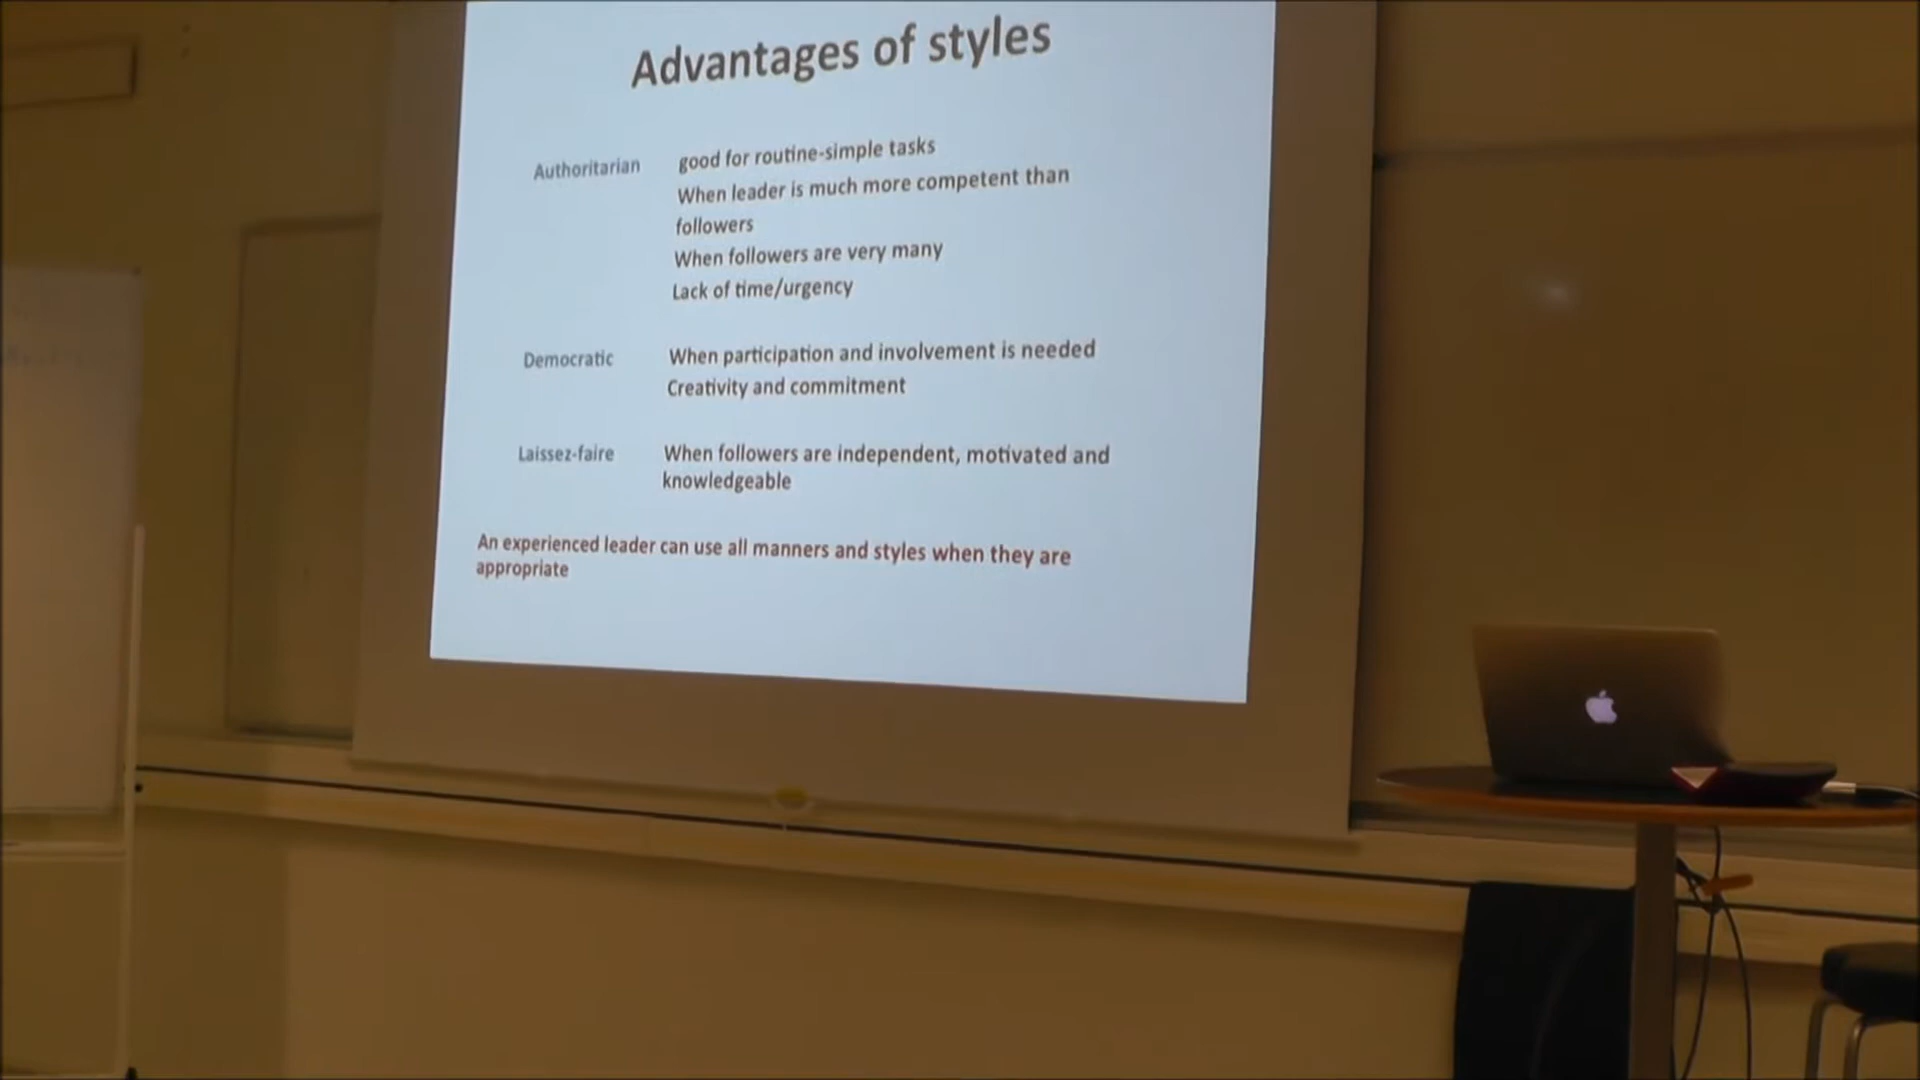 Advantages of styles
Authoritarian good for routine-simple tasks
When leader is much more competent than
followers
When followers are very many
Lack of time/urgency
Democratic When participation and involvement is needed
Creativity and commitment
Laissez-faire When followers are independent, motivated and
knowledgeable
An experienced leader can use all manners and styles when they are
appropriate